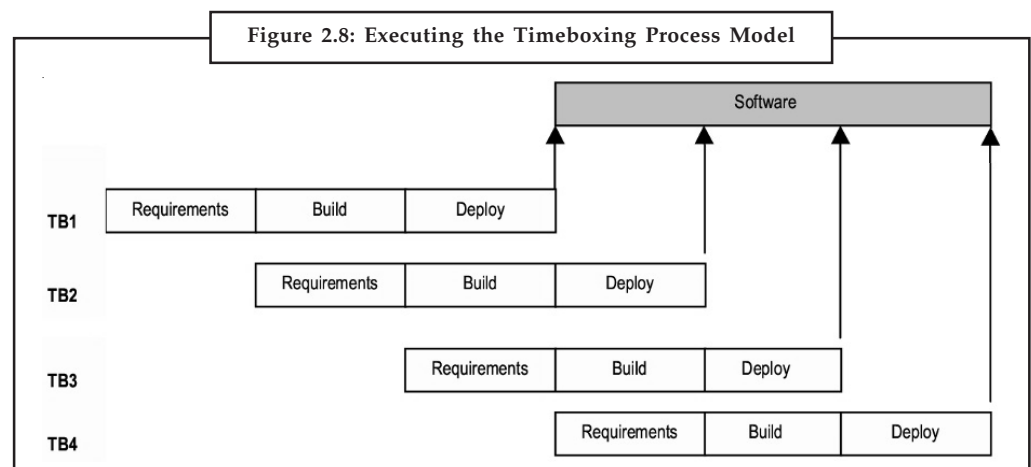 Figure 2.8: Executing the Timeboxing Process Model
Software
TB1 Requirements Build Deploy
TB2 Requirements Build Deploy
TB3 Requirements Build Deploy
TB4 Requirements Build Deploy